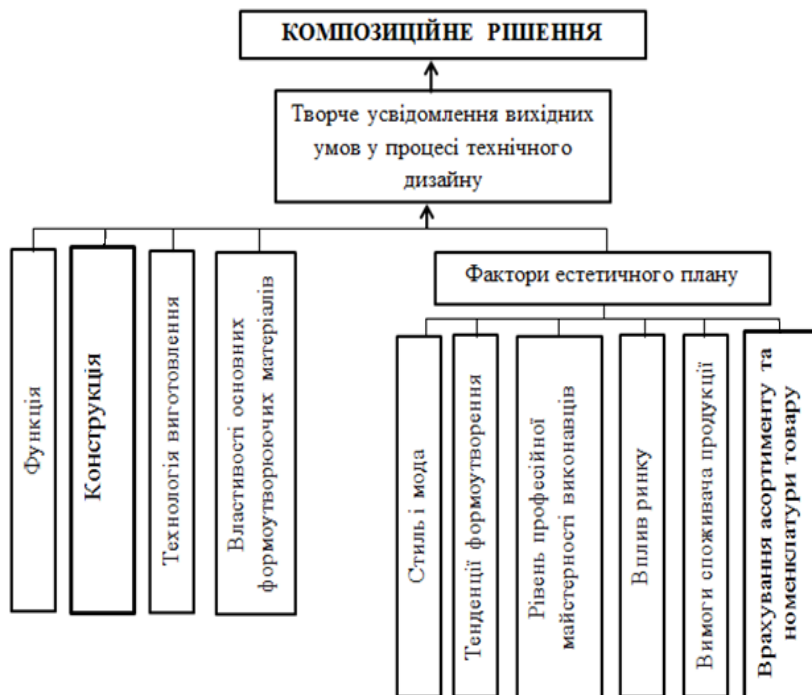 КОМПОЗИЦІЙНЕ РІШЕННЯ
Творче усвідомлення вихідних
умов у процесі технічного
дизайну
Функція
Конструкція
Технологія виготовлення
Властивості основних
формоутворюючих матеріалів
Фактори естетичного плану
Стиль і мода
Тенденції формоутворення
Рівень професійної
майстерності виконавців
Вплив ринку
Вимоги споживача продукції
Врахування асортименту та
номенклатури товару